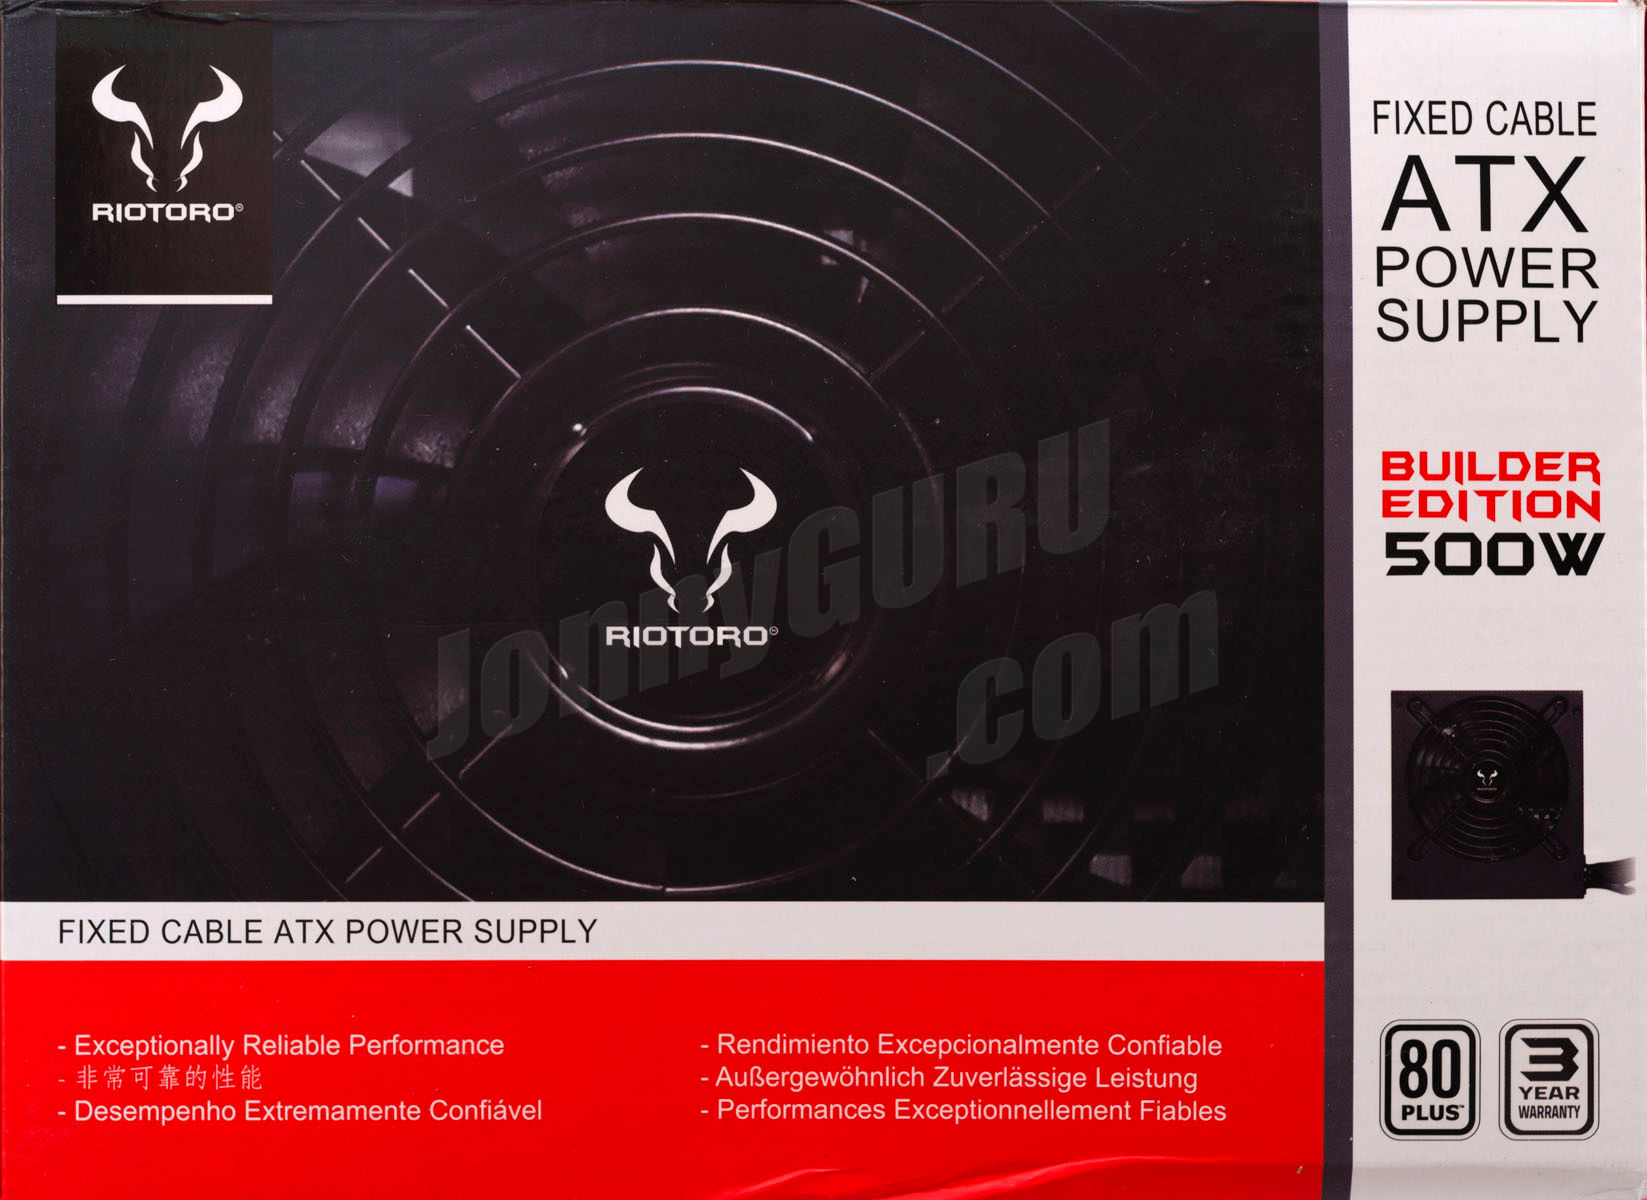 RIOTORO®
FIXED CABLE
ATX
POWER
SUPPLY
BUILDER
EDITION
500W
RIOTORO®
JonnyGURU
.com
RIOTORO
FIXED CABLE ATX POWER SUPPLY
- Exceptionally Reliable Performance
- 非常可靠的性能
- Desempenho Extremamente Confiável
- Rendimiento Excepcionalmente Confiable
- Außergewöhnlich Zuverlässige Leistung
- Performances Exceptionnellement Fiables
80
PLUS™
3
YEAR
WARRANTY